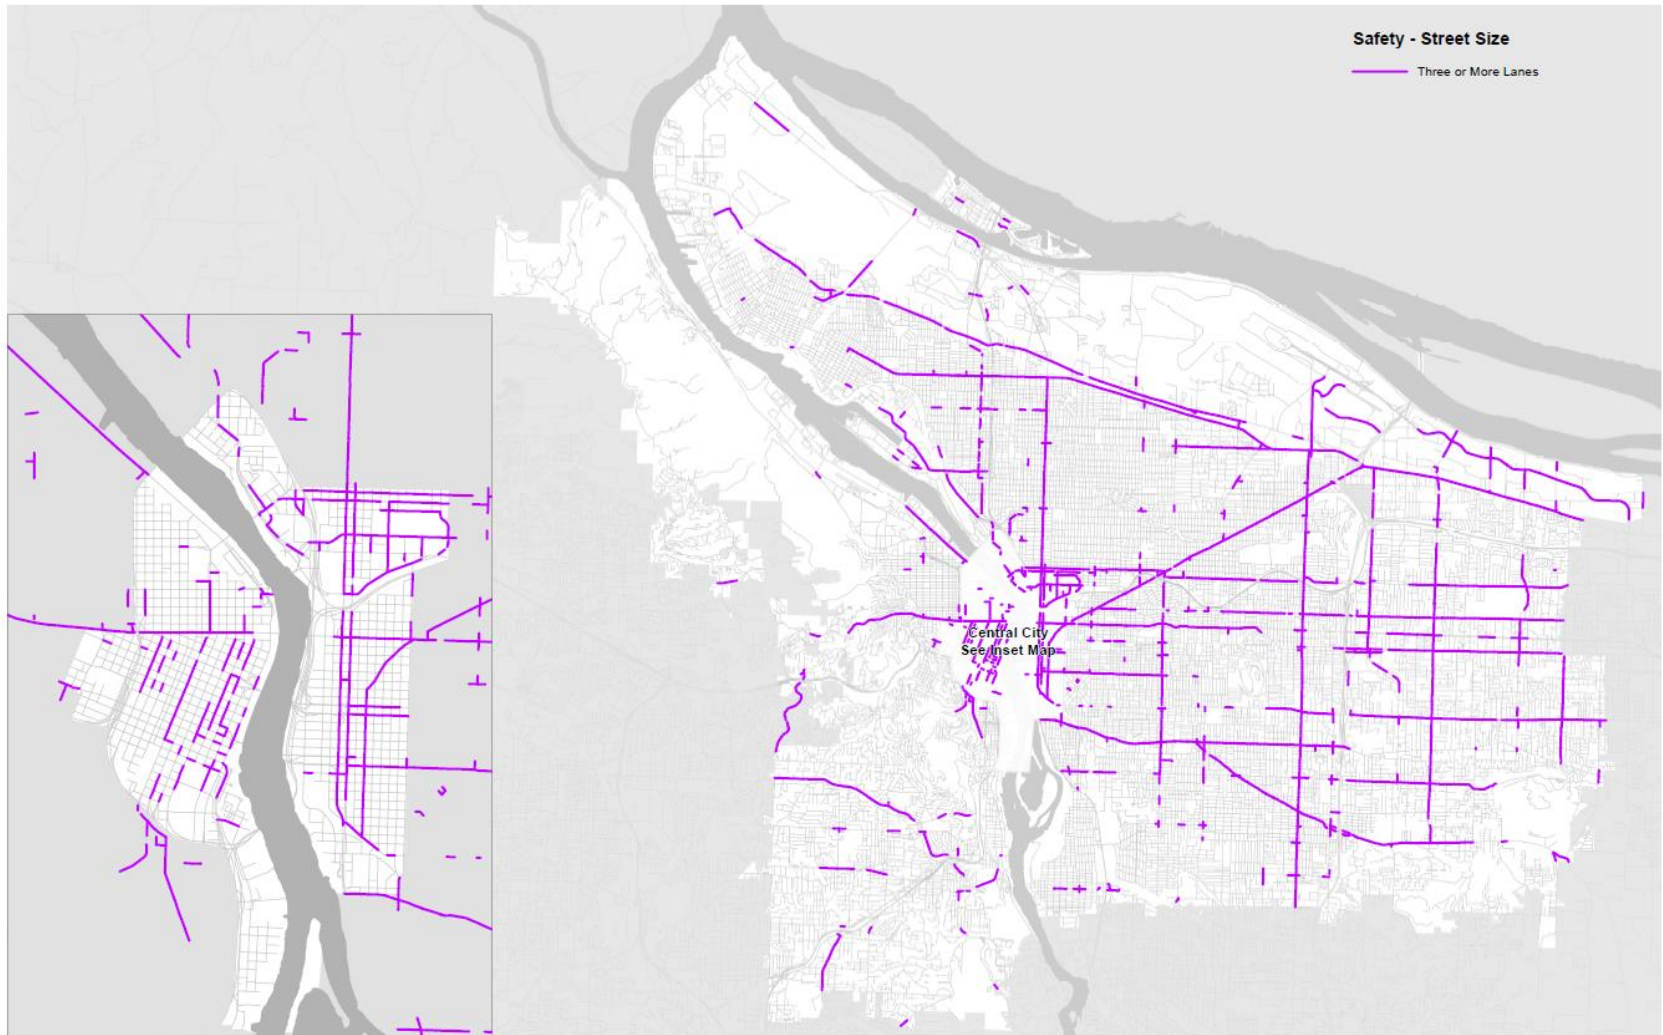 Safety - Street Size
Three or More Lanes
Central City
See Inset Map